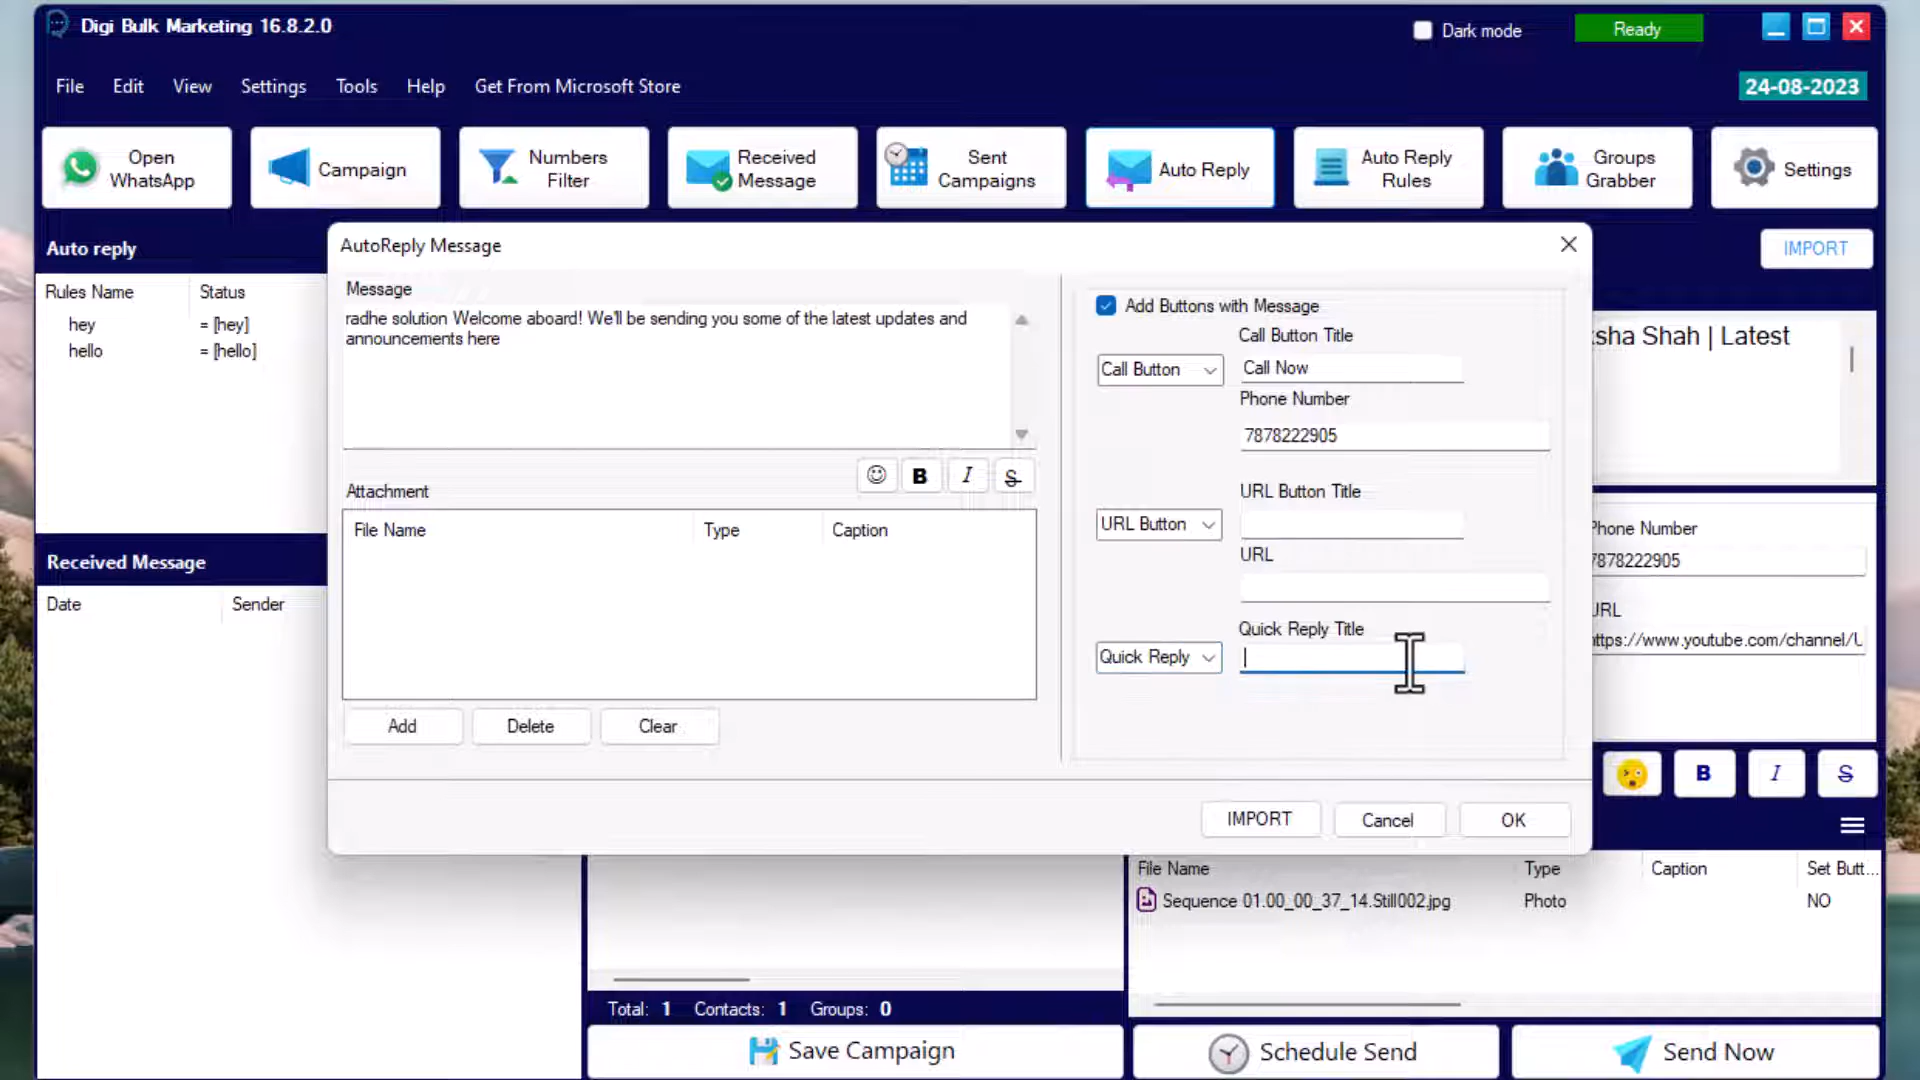 Digi Bulk Marketing 16.8.2.0
Dark mode
Ready
File Edit View Settings Tools Help Get From Microsoft Store
24-08-2023
Open
WhatsApp
Campaign
Numbers
Filter
Received
Message
Sent
Campaigns
Auto Reply
Auto Reply
Rules
Groups
Grabber
Settings
Auto reply
IMPORT
Rules Name Status
hey = [hey]
hello = [hello]
Received Message
Date Sender
AutoReply Message
Message
radhe solution Welcome aboard! We'll be sending you some of the latest updates and
announcements here
B I S
Attachment
File Name Type Caption
Add Delete Clear
Add Buttons with Message
Call Button Title
Call Button Call Now
Phone Number
7878222905
URL Button Title
URL Button
URL
Quick Reply Title
Quick Reply
IMPORT Cancel OK
sha Shah | Latest
Phone Number
7878222905
URL
https://www.youtube.com/channel/U
B I S
File Name Type Caption Set Butt...
Sequence 01.00_00_37_14.Still002.jpg Photo NO
Total: 1 Contacts: 1 Groups: 0
Save Campaign
Schedule Send
Send Now